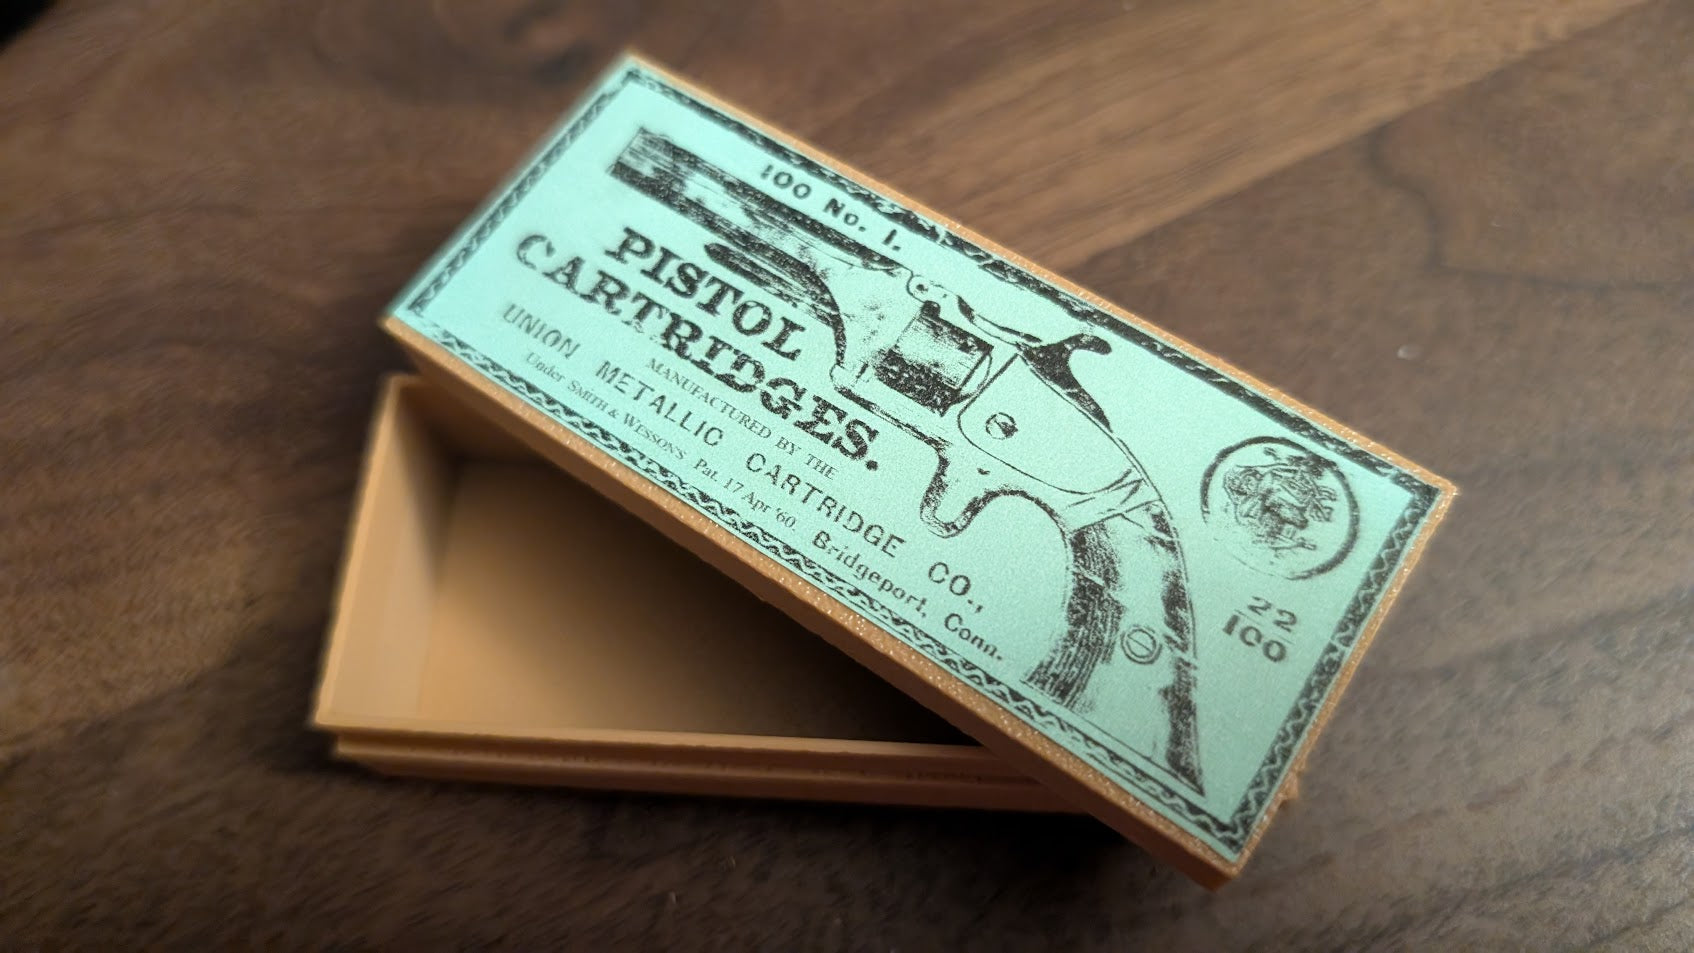 100 No. 1.
PISTOL
CARTRIDGES.
MANUFACTURED BY THE
UNION METALLIC CARTRIDGE CO.,
Under SMITH & WESSONS Pat. 17 Apr '60. Bridgeport, Conn.
22
100